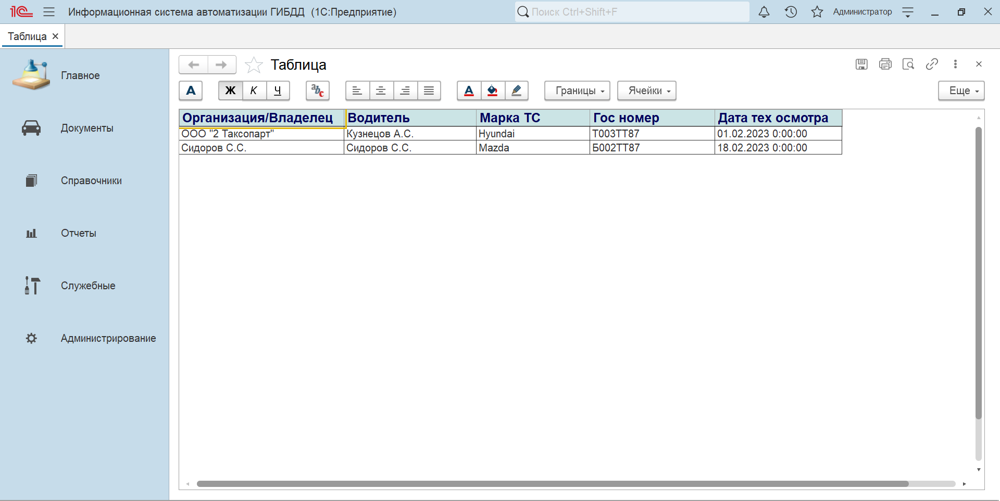 1С Информационная система автоматизации ГИБДД (1С:Предприятие) Поиск Ctrl+Shift+F Администратор
Таблица
Главное
Документы
Справочники
Отчеты
Служебные
Администрирование
Таблица
А Ж К Ч abc А Границы Ячейки Еще
Организация/Владелец Водитель Марка ТС Гос номер Дата тех осмотра
ООО "2 Таксопарт" Кузнецов А.С. Hyundai Т003ТТ87 01.02.2023 0:00:00
Сидоров С.С. Сидоров С.С. Mazda Б002ТТ87 18.02.2023 0:00:00